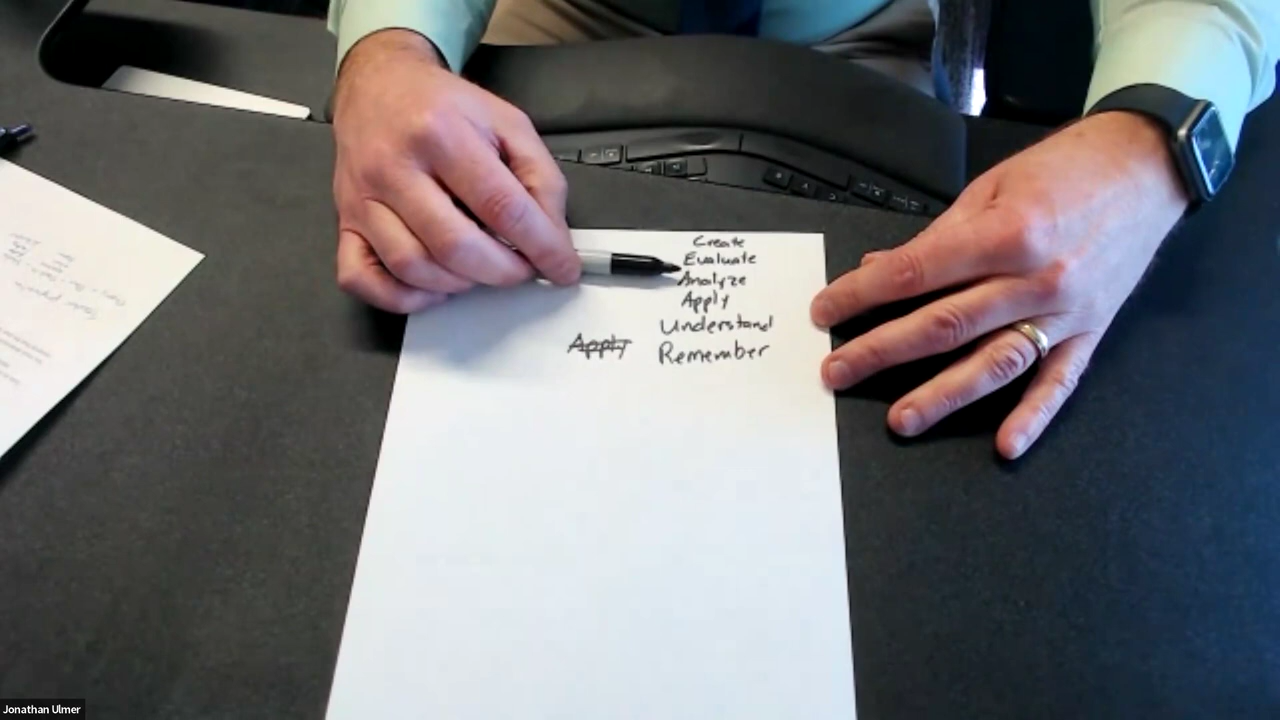 Create
Evaluate
Analyze
Apply
Understand
Apply Remember
Jonathan Ulmer